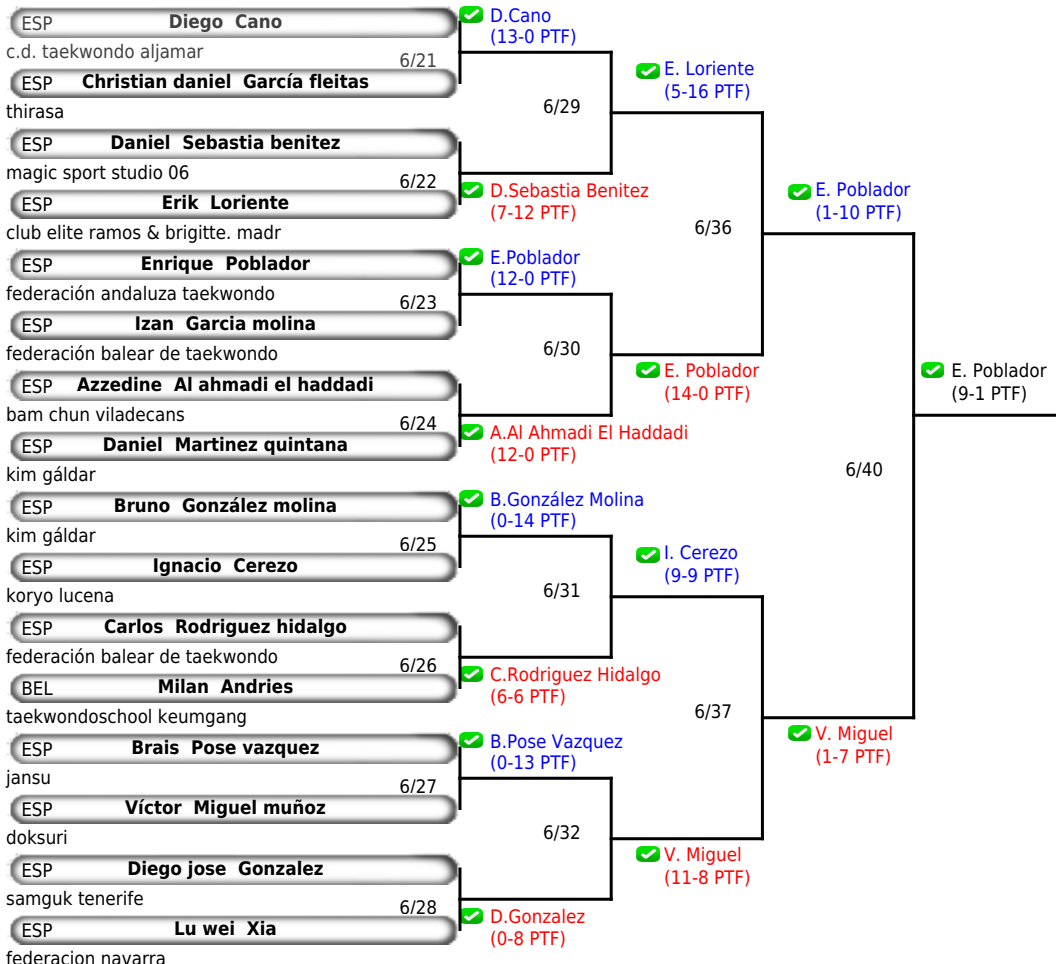 ESP Diego Cano
c.d. taekwondo aljamar
6/21
ESP Christian daniel García fleitas
thirasa
ESP Daniel Sebastia benitez
magic sport studio 06
6/22
ESP Erik Loriente
club elite ramos & brigitte. madr
ESP Enrique Poblador
federación andaluza taekwondo
6/23
ESP Izan Garcia molina
federación balear de taekwondo
ESP Azzedine Al ahmadi el haddadi
bam chun viladecans
6/24
ESP Daniel Martinez quintana
kim gáldar
ESP Bruno González molina
kim gáldar
6/25
ESP Ignacio Cerezo
koryo lucena
ESP Carlos Rodriguez hidalgo
federación balear de taekwondo
6/26
BEL Milan Andries
taekwondoschool keumgang
ESP Brais Pose vazquez
jansu
6/27
ESP Víctor Miguel muñoz
doksuri
ESP Diego jose Gonzalez
samguk tenerife
6/28
ESP Lu wei Xia
federacion navarra
D.Cano
(13-0 PTF)
6/29
D.Sebastia Benitez
(7-12 PTF)
E.Poblador
(12-0 PTF)
6/30
A.Al Ahmadi El Haddadi
(12-0 PTF)
B.González Molina
(0-14 PTF)
6/31
C.Rodriguez Hidalgo
(6-6 PTF)
B.Pose Vazquez
(0-13 PTF)
6/32
D.Gonzalez
(0-8 PTF)
E. Loriente
(5-16 PTF)
6/36
E. Poblador
(14-0 PTF)
I. Cerezo
(9-9 PTF)
6/37
V. Miguel
(11-8 PTF)
E. Poblador
(1-10 PTF)
6/40
V. Miguel
(1-7 PTF)
E. Poblador
(9-1 PTF)